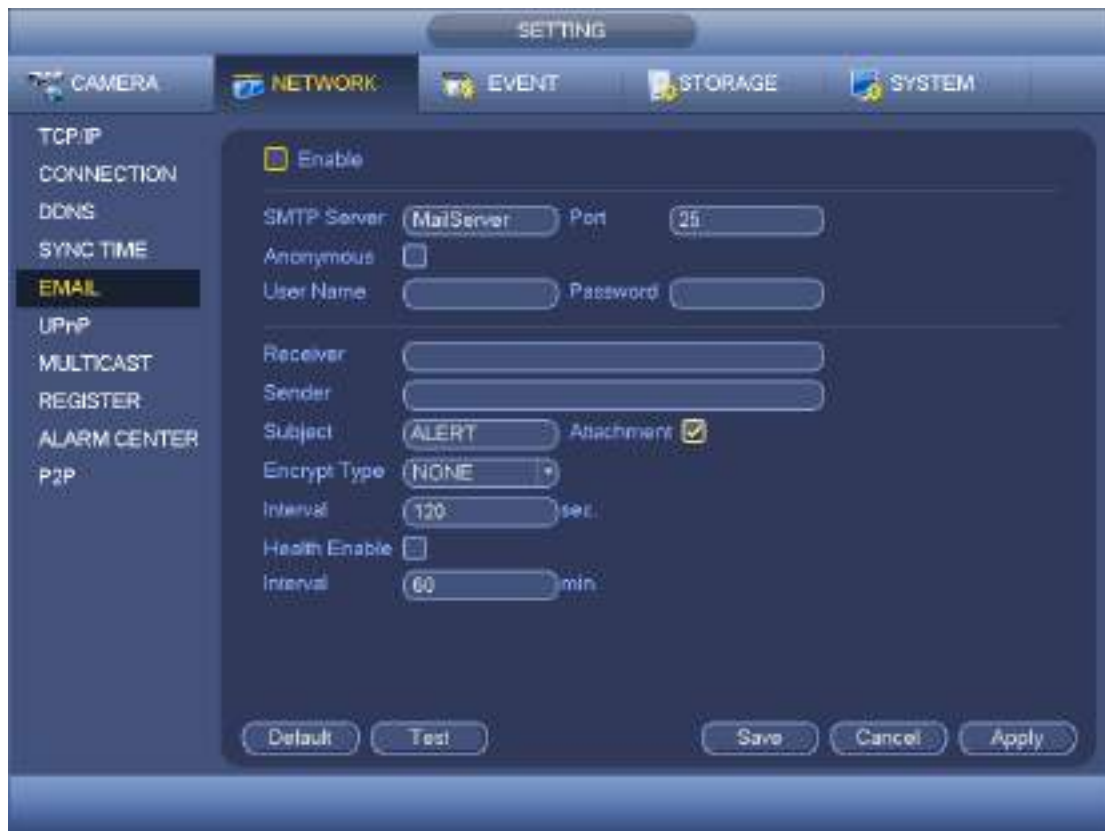 SETTING
CAMERA NETWORK EVENT STORAGE SYSTEM
TCP/IP
CONNECTION
DDNS
SYNC TIME
EMAIL
UPnP
MULTICAST
REGISTER
ALARM CENTER
P2P
Enable
SMTP Server MailServer Port 25
Anonymous
User Name Password
Receiver
Sender
Subject ALERT Attachment
Encrypt Type NONE
Interval 120 sec.
Health Enable
Interval 60 min
Default Test Save Cancel Apply